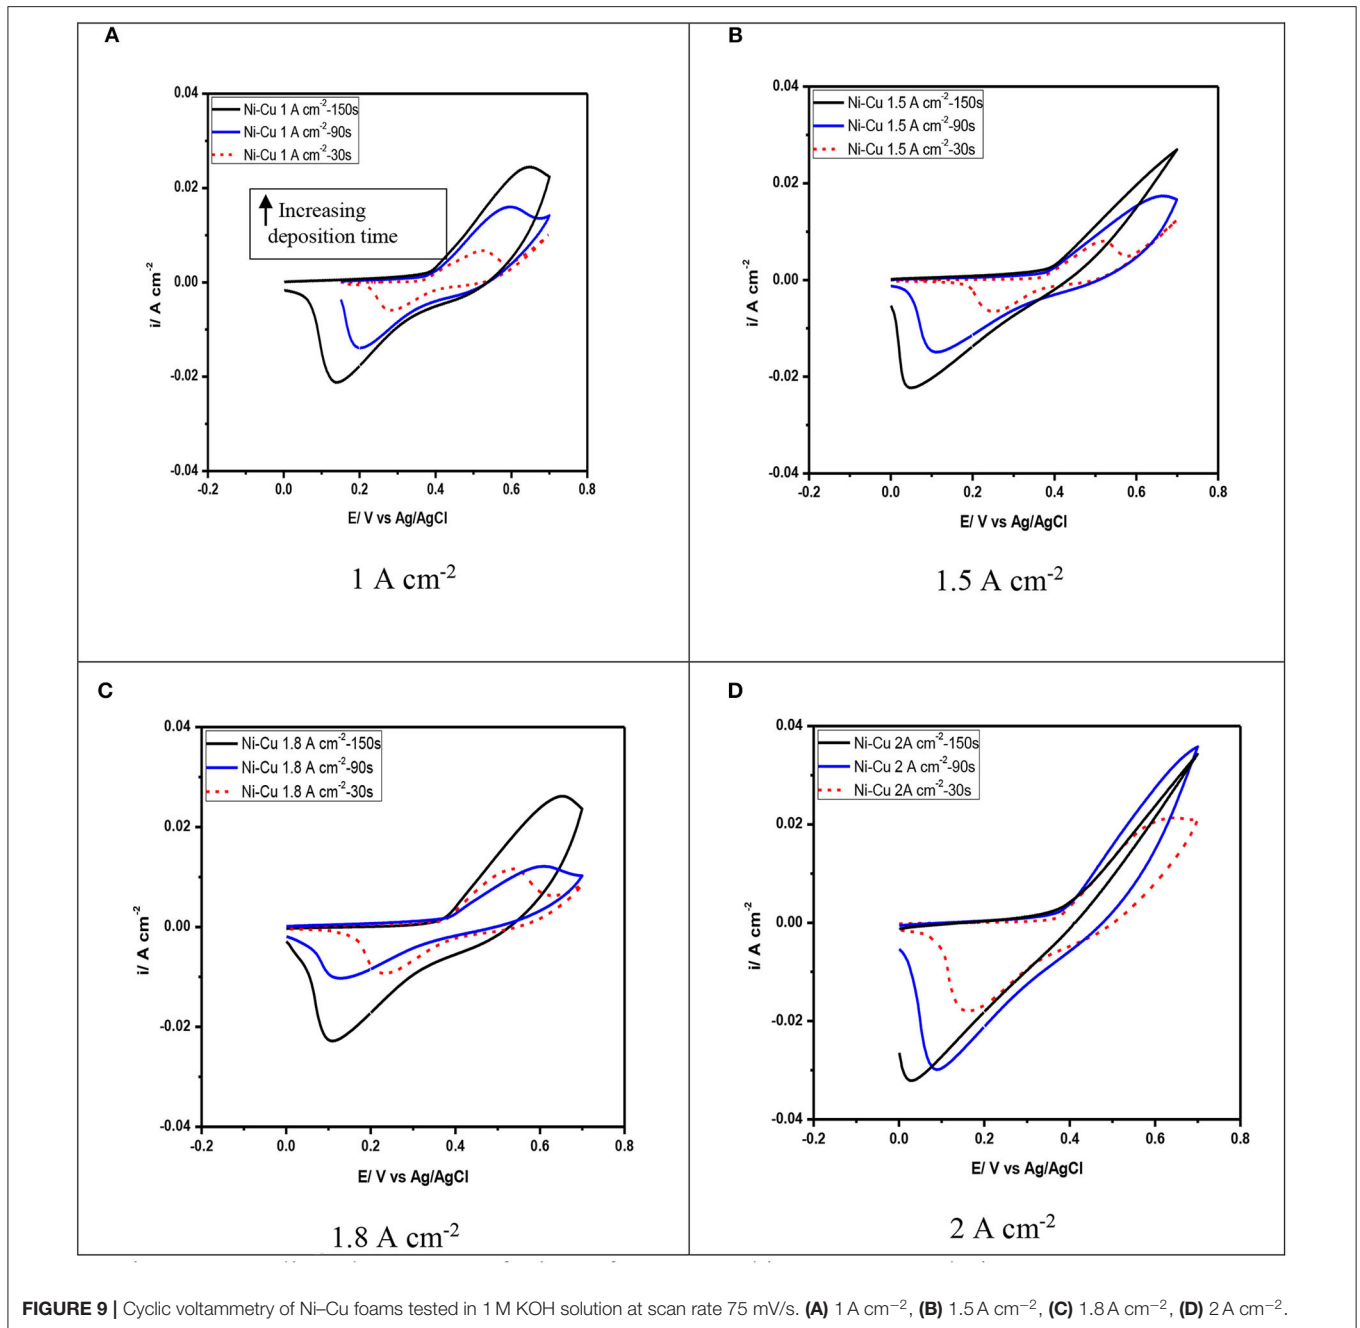 A
0.04
Ni-Cu 1 A cm⁻²-150s
Ni-Cu 1 A cm⁻²-90s
Ni-Cu 1 A cm⁻²-30s
0.02
Increasing
deposition time
0.00
-0.02
-0.04
i/ A cm⁻²
-0.2 0.0 0.2 0.4 0.6 0.8
E/ V vs Ag/AgCl
1 A cm⁻²
B
0.04
Ni-Cu 1.5 A cm⁻²-150s
Ni-Cu 1.5 A cm⁻²-90s
Ni-Cu 1.5 A cm⁻²-30s
0.02
0.00
-0.02
-0.04
i/ A cm⁻²
-0.2 0.0 0.2 0.4 0.6 0.8
E/ V vs Ag/AgCl
1.5 A cm⁻²
C
0.04
Ni-Cu 1.8 A cm⁻²-150s
Ni-Cu 1.8 A cm⁻²-90s
Ni-Cu 1.8 A cm⁻²-30s
0.02
0.00
-0.02
-0.04
i/ A cm⁻²
-0.2 0.0 0.2 0.4 0.6 0.8
E/ V vs Ag/AgCl
1.8 A cm⁻²
D
0.04
Ni-Cu 2A cm⁻²-150s
Ni-Cu 2 A cm⁻²-90s
Ni-Cu 2A cm⁻²-30s
0.02
0.00
-0.02
-0.04
i/ A cm⁻²
-0.2 0.0 0.2 0.4 0.6 0.8
E/ V vs Ag/AgCl
2 A cm⁻²
FIGURE 9 | Cyclic voltammetry of Ni–Cu foams tested in 1 M KOH solution at scan rate 75 mV/s. (A) 1 A cm⁻², (B) 1.5 A cm⁻², (C) 1.8 A cm⁻², (D) 2 A cm⁻².